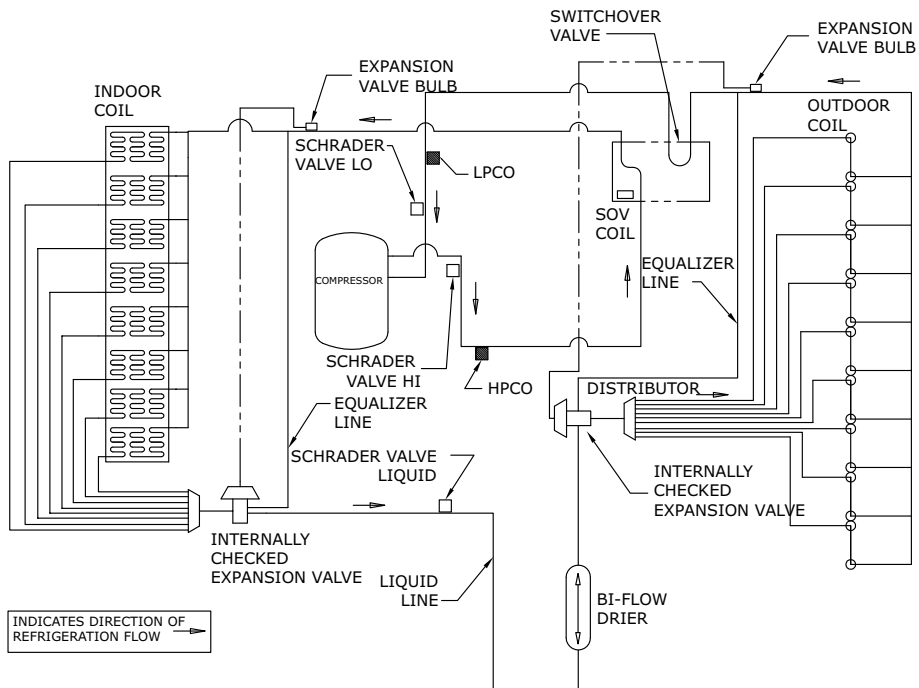 SWITCHOVER
VALVE
EXPANSION
VALVE BULB
EXPANSION
VALVE BULB
INDOOR
COIL
OUTDOOR
COIL
SCHRADER
VALVE LO
LPCO
SOV
COIL
COMPRESSOR
EQUALIZER
LINE
SCHRADER
VALVE HI
HPCO
DISTRIBUTOR
EQUALIZER
LINE
SCHRADER VALVE
LIQUID
INTERNALLY
CHECKED
EXPANSION VALVE
INTERNALLY
CHECKED
EXPANSION VALVE
LIQUID
LINE
BI-FLOW
DRIER
INDICATES DIRECTION OF
REFRIGERATION FLOW